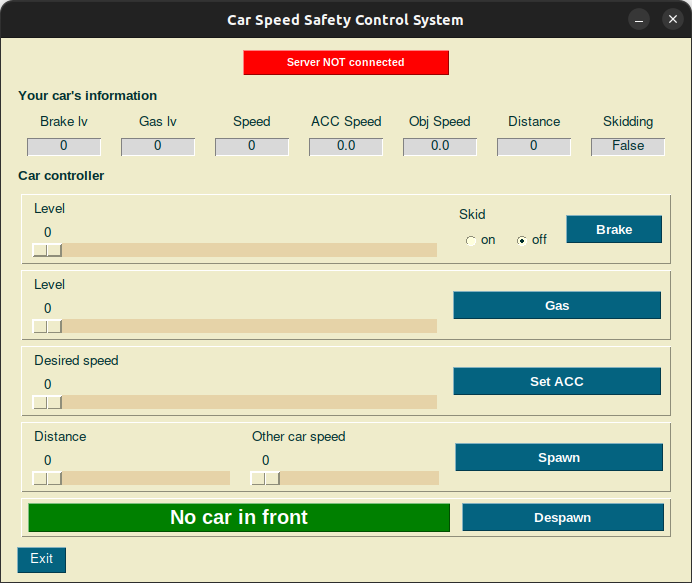 Car Speed Safety Control System
Server NOT connected
Your car's information
Brake lv Gas lv Speed ACC Speed Obj Speed Distance Skidding
0 0 0 0.0 0.0 0 False
Car controller
Level
0
Skid
on off
Brake
Level
0
Gas
Desired speed
0
Set ACC
Distance Other car speed
0 0
Spawn
No car in front
Despawn
Exit